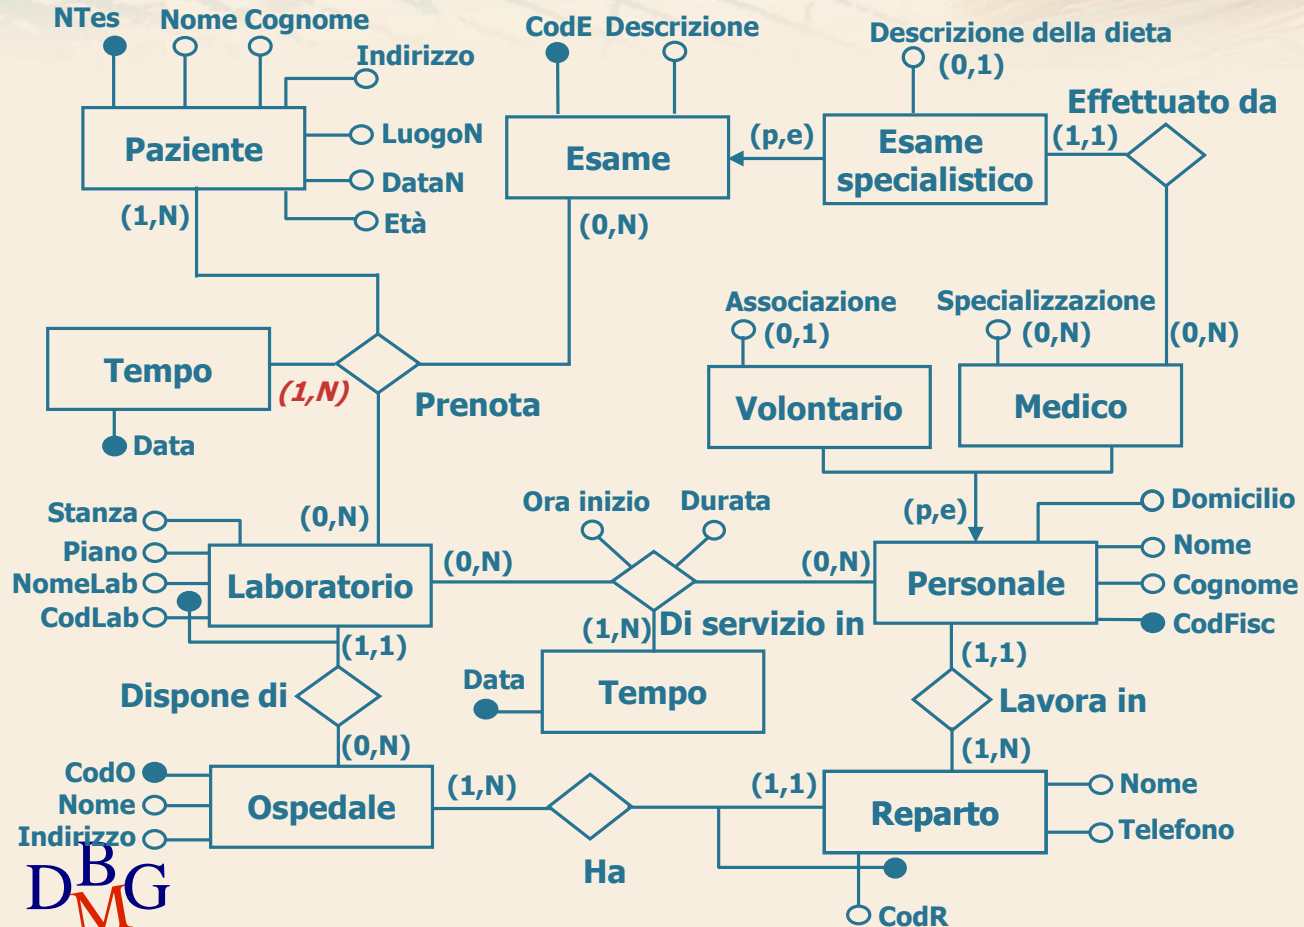 NTes
Nome Cognome
Indirizzo
LuogoN
DataN
Età
Paziente
(1,N)
CodE Descrizione
Esame
(0,N)
(p,e)
Descrizione della dieta
(0,1)
Esame
specialistico
(1,1)
Effettuato da
(0,N)
Tempo
(1,N)
Data
Prenota
Associazione
(0,1)
Volontario
Specializzazione
(0,N)
Medico
(p,e)
Stanza
Piano
NomeLab
CodLab
(0,N)
Laboratorio
(0,N)
(1,1)
Ora inizio
Durata
(0,N)
Di servizio in
(1,N)
Data
Tempo
Personale
Domicilio
Nome
Cognome
CodFisc
(1,1)
Lavora in
(1,N)
Dispone di
(0,N)
CodO
Nome
Indirizzo
Ospedale
(1,N)
Ha
(1,1)
Reparto
Nome
Telefono
CodR
DBMG